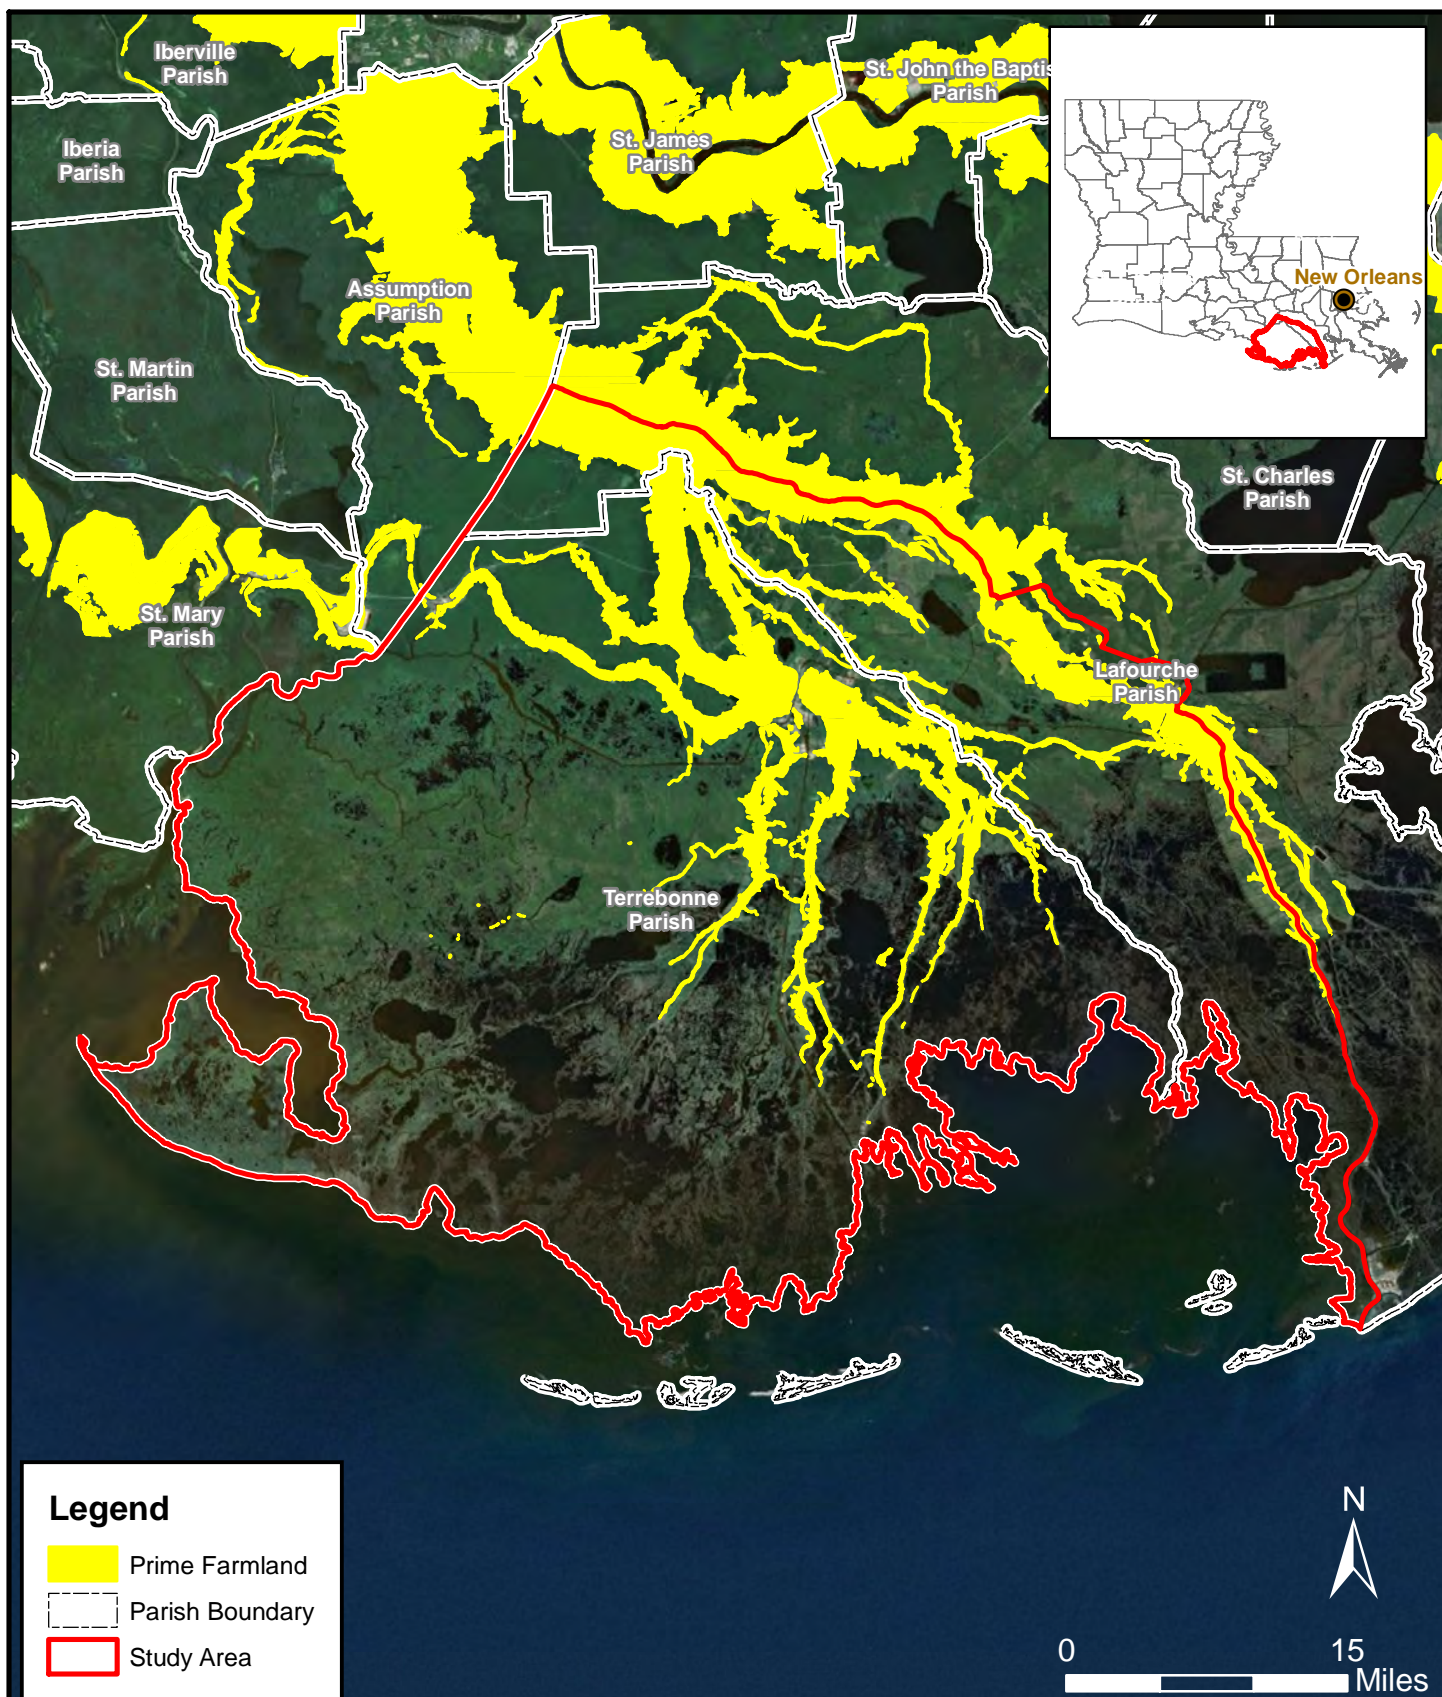 Iberville
Parish
St. John the Baptis
Parish
St. James
Parish
Iberia
Parish
New Orleans
Assumption
Parish
St. Martin
Parish
St. Charles
Parish
St. Mary
Parish
Lafourche
Parish
Terrebonne
Parish
Legend
Prime Farmland
Parish Boundary
Study Area
N
0 15
Miles